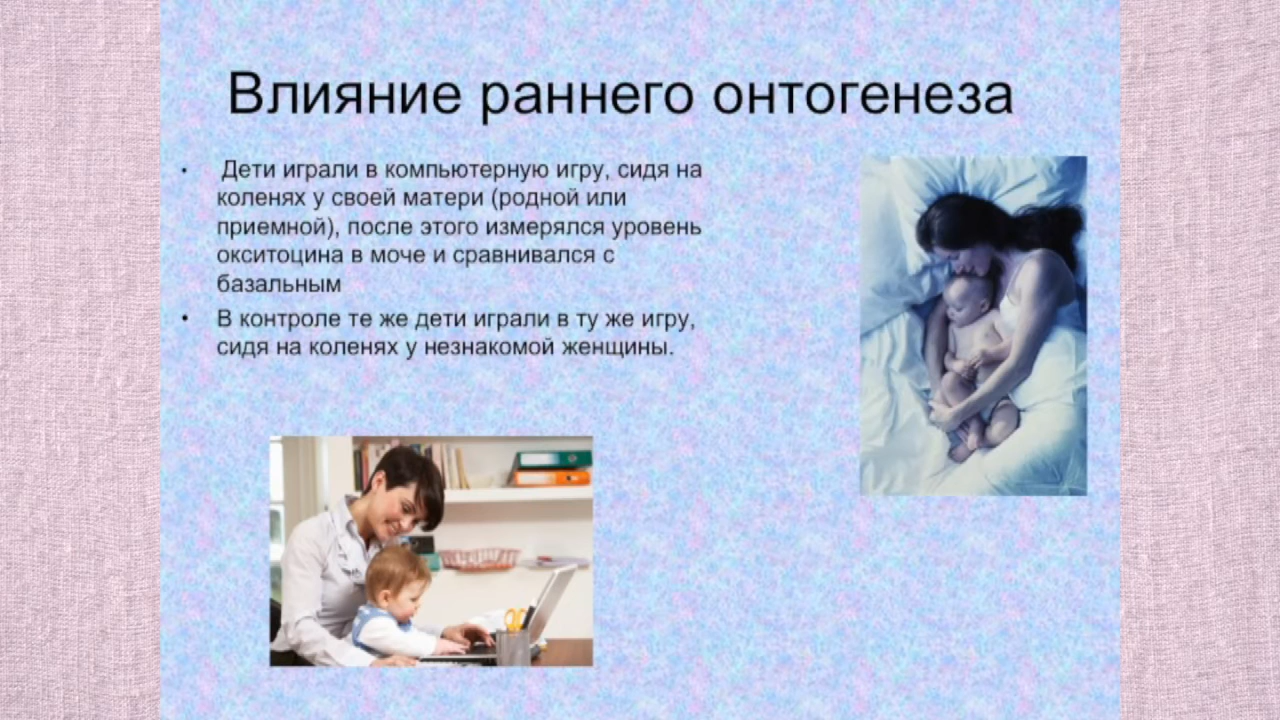 Влияние раннего онтогенеза
• Дети играли в компьютерную игру, сидя на
коленях у своей матери (родной или
приемной), после этого измерялся уровень
окситоцина в моче и сравнивался с
базальным
• В контроле те же дети играли в ту же игру,
сидя на коленях у незнакомой женщины.